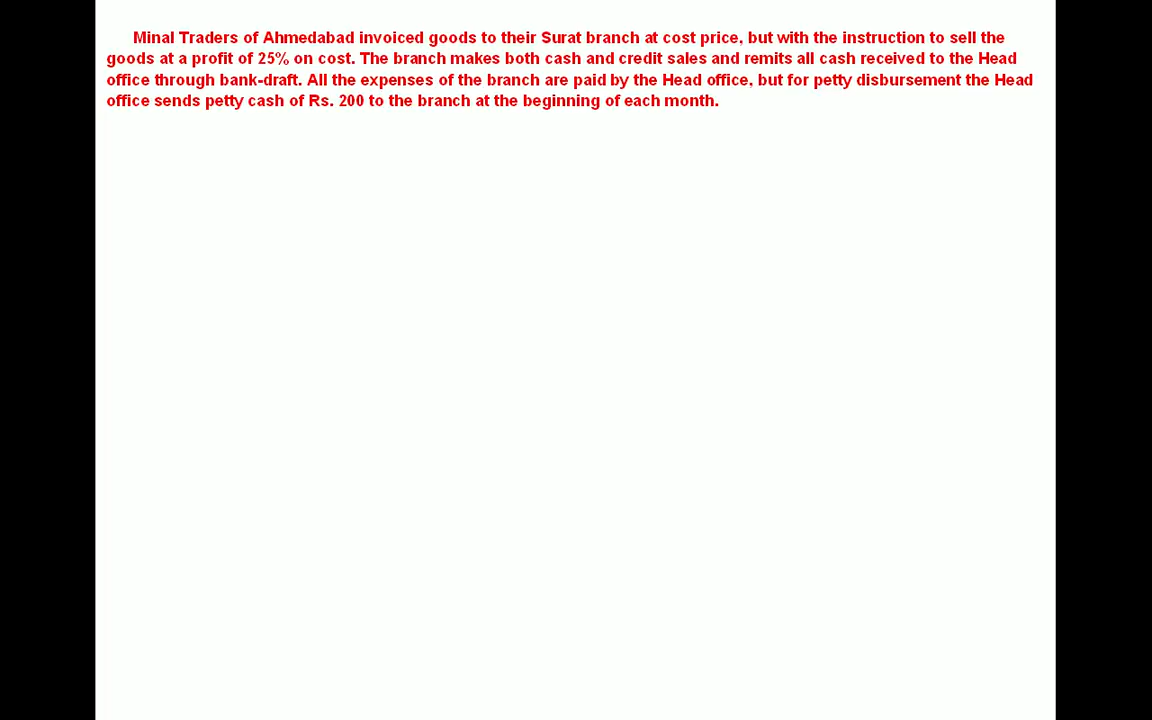 Minal Traders of Ahmedabad invoiced goods to their Surat branch at cost price, but with the instruction to sell the
goods at a profit of 25% on cost. The branch makes both cash and credit sales and remits all cash received to the Head
office through bank-draft. All the expenses of the branch are paid by the Head office, but for petty disbursement the Head
office sends petty cash of Rs. 200 to the branch at the beginning of each month.